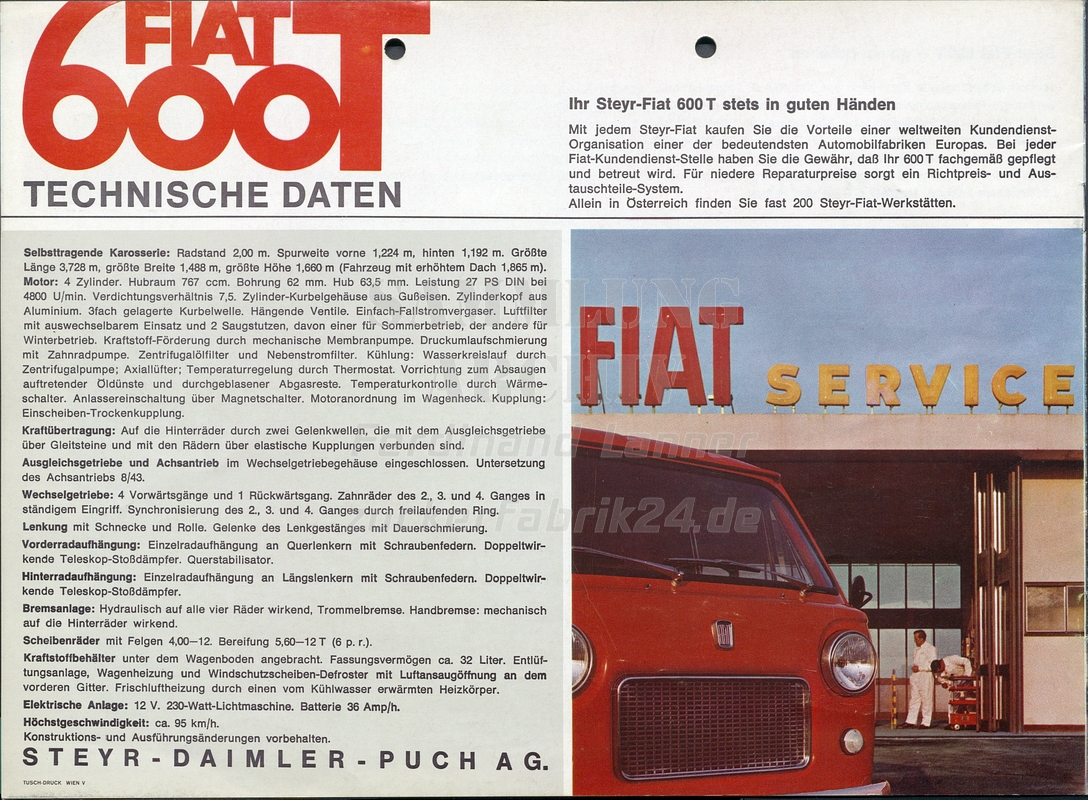 FIAT
600T
TECHNISCHE DATEN
Ihr Steyr-Fiat 600 T stets in guten Händen
Mit jedem Steyr-Fiat kaufen Sie die Vorteile einer weltweiten Kundendienst-
Organisation einer der bedeutendsten Automobilfabriken Europas. Bei jeder
Fiat-Kundendienst-Stelle haben Sie die Gewähr, daß Ihr 600 T fachgemäß gepflegt
und betreut wird. Für niedere Reparaturpreise sorgt ein Richtpreis- und Aus-
tauschteile-System.
Allein in Österreich finden Sie fast 200 Steyr-Fiat-Werkstätten.
Selbsttragende Karosserie: Radstand 2,00 m. Spurweite vorne 1,224 m, hinten 1,192 m. Größte
Länge 3,728 m, größte Breite 1,488 m, größte Höhe 1,660 m (Fahrzeug mit erhöhtem Dach 1,865 m).
Motor: 4 Zylinder. Hubraum 767 ccm. Bohrung 62 mm. Hub 63,5 mm. Leistung 27 PS DIN bei
4800 U/min. Verdichtungsverhältnis 7,5. Zylinder-Kurbelgehäuse aus Gußeisen. Zylinderkopf aus
Aluminium. 3fach gelagerte Kurbelwelle. Hängende Ventile. Einfach-Fallstromvergaser. Luftfilter
mit auswechselbarem Einsatz und 2 Saugstutzen, davon einer für Sommerbetrieb, der andere für
Winterbetrieb. Kraftstoff-Förderung durch mechanische Membranpumpe. Druckumlaufschmierung
mit Zahnradpumpe. Zentrifugalölfilter und Nebenstromfilter. Kühlung: Wasserkreislauf durch
Zentrifugalpumpe; Axiallüfter; Temperaturregelung durch Thermostat. Vorrichtung zum Absaugen
auftretender Öldünste und durchgeblasener Abgasreste. Temperaturkontrolle durch Wärme-
schalter. Anlassereinschaltung über Magnetschalter. Motoranordnung im Wagenheck. Kupplung:
Einscheiben-Trockenkupplung.
Kraftübertragung: Auf die Hinterräder durch zwei Gelenkwellen, die mit dem Ausgleichsgetriebe
über Gleitsteine und mit den Rädern über elastische Kupplungen verbunden sind.
Ausgleichsgetriebe und Achsantrieb im Wechselgetriebegehäuse eingeschlossen. Untersetzung
des Achsantriebs 8/43.
Wechselgetriebe: 4 Vorwärtsgänge und 1 Rückwärtsgang. Zahnräder des 2., 3. und 4. Ganges in
ständigem Eingriff. Synchronisierung des 2., 3. und 4. Ganges durch freilaufenden Ring.
Lenkung mit Schnecke und Rolle. Gelenke des Lenkgestänges mit Dauerschmierung.
Vorderradaufhängung: Einzelradaufhängung an Querlenkern mit Schraubenfedern. Doppeltwir-
kende Teleskop-Stoßdämpfer. Querstabilisator.
Hinterradaufhängung: Einzelradaufhängung an Längslenkern mit Schraubenfedern. Doppeltwir-
kende Teleskop-Stoßdämpfer.
Bremsanlage: Hydraulisch auf alle vier Räder wirkend, Trommelbremse. Handbremse: mechanisch
auf die Hinterräder wirkend.
Scheibenräder mit Felgen 4,00—12. Bereifung 5,60—12 T (6 p. r.).
Kraftstoffbehälter unter dem Wagenboden angebracht. Fassungsvermögen ca. 32 Liter. Entlüf-
tungsanlage, Wagenheizung und Windschutzscheiben-Defroster mit Luftansaugöffnung an dem
vorderen Gitter. Frischluftheizung durch einen vom Kühlwasser erwärmten Heizkörper.
Elektrische Anlage: 12 V. 230-Watt-Lichtmaschine. Batterie 36 Amp/h.
Höchstgeschwindigkeit: ca. 95 km/h.
Konstruktions- und Ausführungsänderungen vorbehalten.
STEYR-DAIMLER-PUCH AG.
TUSCH-DRUCK WIEN V
FIAT SERVICE
SAMMLUNG
ARCHIV
Ferdinand Lanner